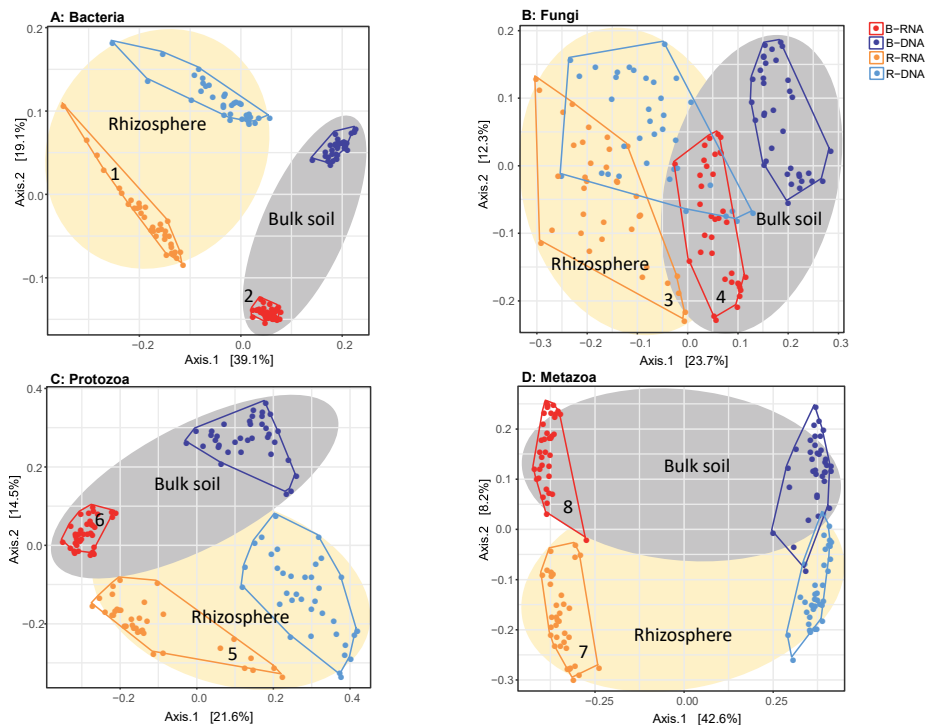 A: Bacteria
0.2
0.1
0.0
−0.1
Axis.2 [19.1%]
Rhizosphere
1
Bulk soil
2
−0.2
0.0
0.2
Axis.1 [39.1%]
B: Fungi
0.2
0.1
0.0
−0.1
−0.2
Axis.2 [12.3%]
Rhizosphere
3
4
Bulk soil
−0.3
−0.2
−0.1
0.0
0.1
0.2
0.3
Axis.1 [23.7%]
B−RNA
B−DNA
R−RNA
R−DNA
C: Protozoa
0.4
0.2
0.0
−0.2
Axis.2 [14.5%]
Bulk soil
6
Rhizosphere
5
−0.2
0.0
0.2
0.4
Axis.1 [21.6%]
D: Metazoa
0.2
0.1
0.0
−0.1
−0.2
−0.3
Axis.2 [8.2%]
Bulk soil
8
Rhizosphere
7
−0.25
0.00
0.25
Axis.1 [42.6%]